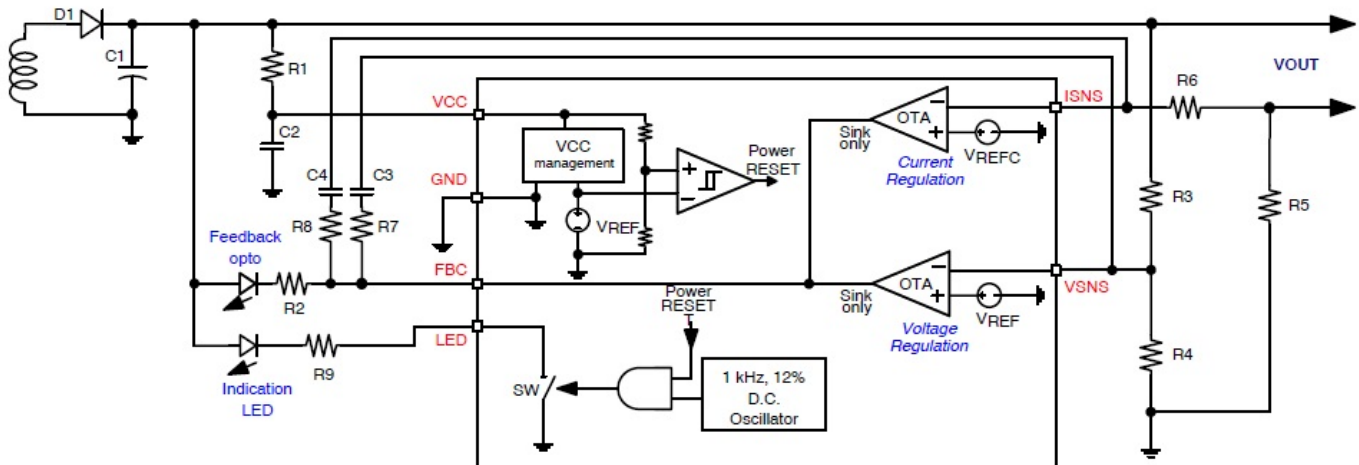 D1
C1
R1
C2
VCC
GND
C4
C3
R8
R7
Feedback
opto
R2
FBC
LED
R9
Indication
LED
VCC
management
VREF
+
−
Power
RESET
Sink
only
OTA
−
+
VREFC
Current
Regulation
ISNS
R6
VOUT
R3
R5
Sink
only
OTA
−
+
VREF
Voltage
Regulation
VSNS
R4
Power
RESET
SW
1 kHz, 12%
D.C.
Oscillator